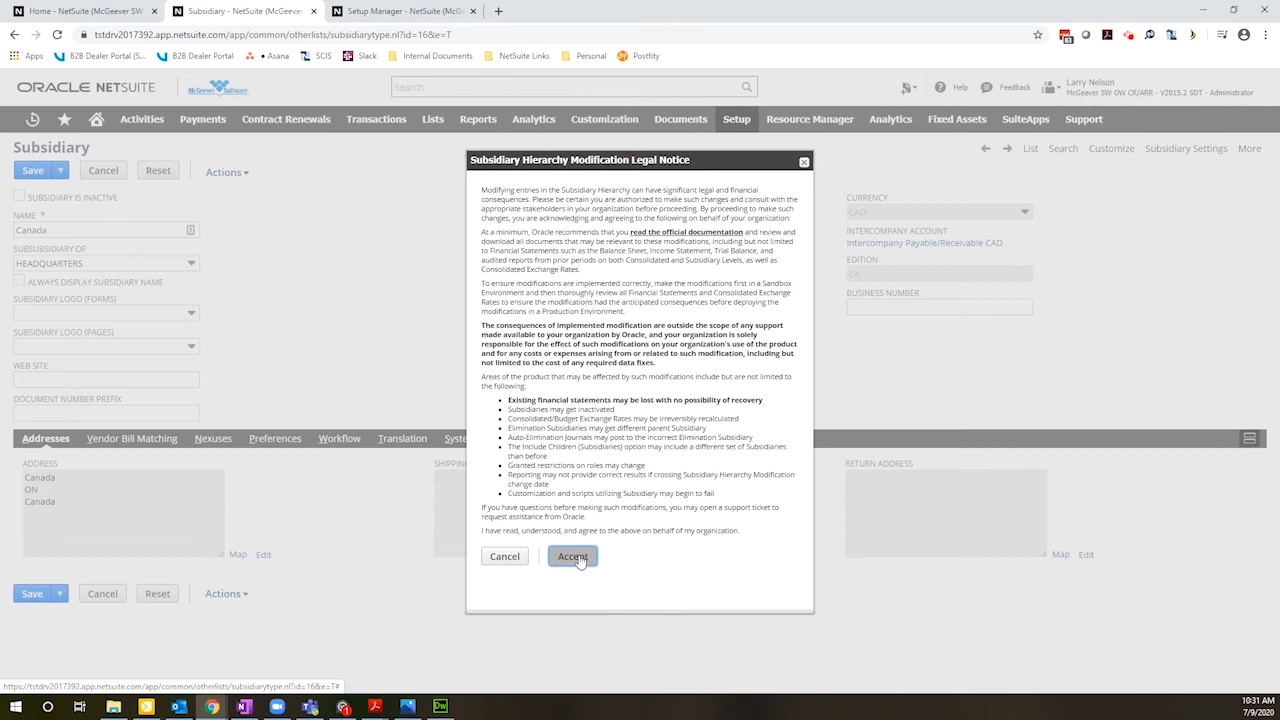 Home - NetSuite (McGeever SW
Subsidiary - NetSuite (McGeever
Setup Manager - NetSuite (McGe
tstdrv2017392.app.netsuite.com/app/common/otherlists/subsidiarytype.nl?id=16&e=T
83
Apps
B2B Dealer Portal (S...
B2B Dealer Portal
Asana
SCIS
Slack
Internal Documents
NetSuite Links
Personal
Postfity
ORACLE NETSUITE
McGeever Software
Search
Help
Feedback
Larry Nelson
McGeever SW OW CR/ARR - V2015.2 SDT - Administrator
Activities
Payments
Contract Renewals
Transactions
Lists
Reports
Analytics
Customization
Documents
Setup
Resource Manager
Analytics
Fixed Assets
SuiteApps
Support
Subsidiary
List
Search
Customize
Subsidiary Settings
More
Save
Cancel
Reset
Actions
SUBSIDIARY IS INACTIVE
NAME *
Canada
SUBSUBSIDIARY OF
HEADQUARTERS
ALWAYS DISPLAY SUBSIDIARY NAME
SUBSIDIARY LOGO (FORMS)
SUBSIDIARY LOGO (PAGES)
WEB SITE
DOCUMENT NUMBER PREFIX
CURRENCY
CAD
INTERCOMPANY ACCOUNT
Intercompany Payable/Receivable CAD
EDITION
CA
BUSINESS NUMBER
Subsidiary Hierarchy Modification Legal Notice
Modifying entries in the Subsidiary Hierarchy can have significant legal and financial
consequences. Please be certain you are authorized to make such changes and consult with the
appropriate stakeholders in your organization before proceeding. By proceeding to make such
changes, you are acknowledging and agreeing to the following on behalf of your organization:
At a minimum, Oracle recommends that you read the official documentation and review and
download all documents that may be relevant to these modifications, including but not limited
to Financial Statements such as the Balance Sheet, Income Statement, Trial Balance, and
audited reports from prior periods on both Consolidated and Subsidiary Levels, as well as
Consolidated Exchange Rates.
To ensure modifications are implemented correctly, make the modifications first in a Sandbox
Environment and then thoroughly review all Financial Statements and Consolidated Exchange
Rates to ensure the modifications had the anticipated consequences before deploying the
modifications in a Production Environment.
The consequences of implemented modification are outside the scope of any support
made available to your organization by Oracle, and your organization is solely
responsible for the effect of such modifications on your organization's use of the product
and for any costs or expenses arising from or related to such modification, including but
not limited to the cost of any required data fixes.
Areas of the product that may be affected by such modifications include but are not limited to
the following:
• Existing financial statements may be lost with no possibility of recovery
• Subsidiaries may get inactivated
• Consolidated/Budget Exchange Rates may be irreversibly recalculated
• Elimination Subsidiaries may get different parent Subsidiary
• Auto-Elimination Journals may post to the incorrect Elimination Subsidiary
• The Include Children (Subsidiaries) option may include a different set of Subsidiaries
than before
• Granted restrictions on roles may change
• Reporting may not provide correct results if crossing Subsidiary Hierarchy Modification
change date
• Customization and scripts utilizing Subsidiary may begin to fail
If you have questions before making such modifications, you may open a support ticket to
request assistance from Oracle.
I have read, understood, and agree to the above on behalf of my organization.
Cancel
Accept
Addresses
Vendor Bill Matching
Nexuses
Preferences
Workflow
Translation
Syste
ADDRESS
Canada
ON
Canada
Map
Edit
SHIPPIN
RETURN ADDRESS
Map
Edit
Save
Cancel
Reset
Actions
https://tstdrv2017392.app.netsuite.com/app/common/otherlists/subsidiarytype.nl?id=16&e=T#
10:31 AM
7/9/2020